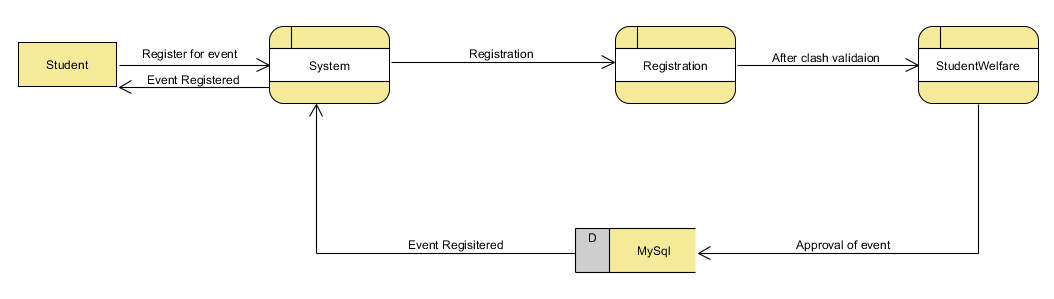 Register for event
Registration
After clash validaion
Student
System
Registration
StudentWelfare
Event Registered
D
Event Regisitered
MySql
Approval of event